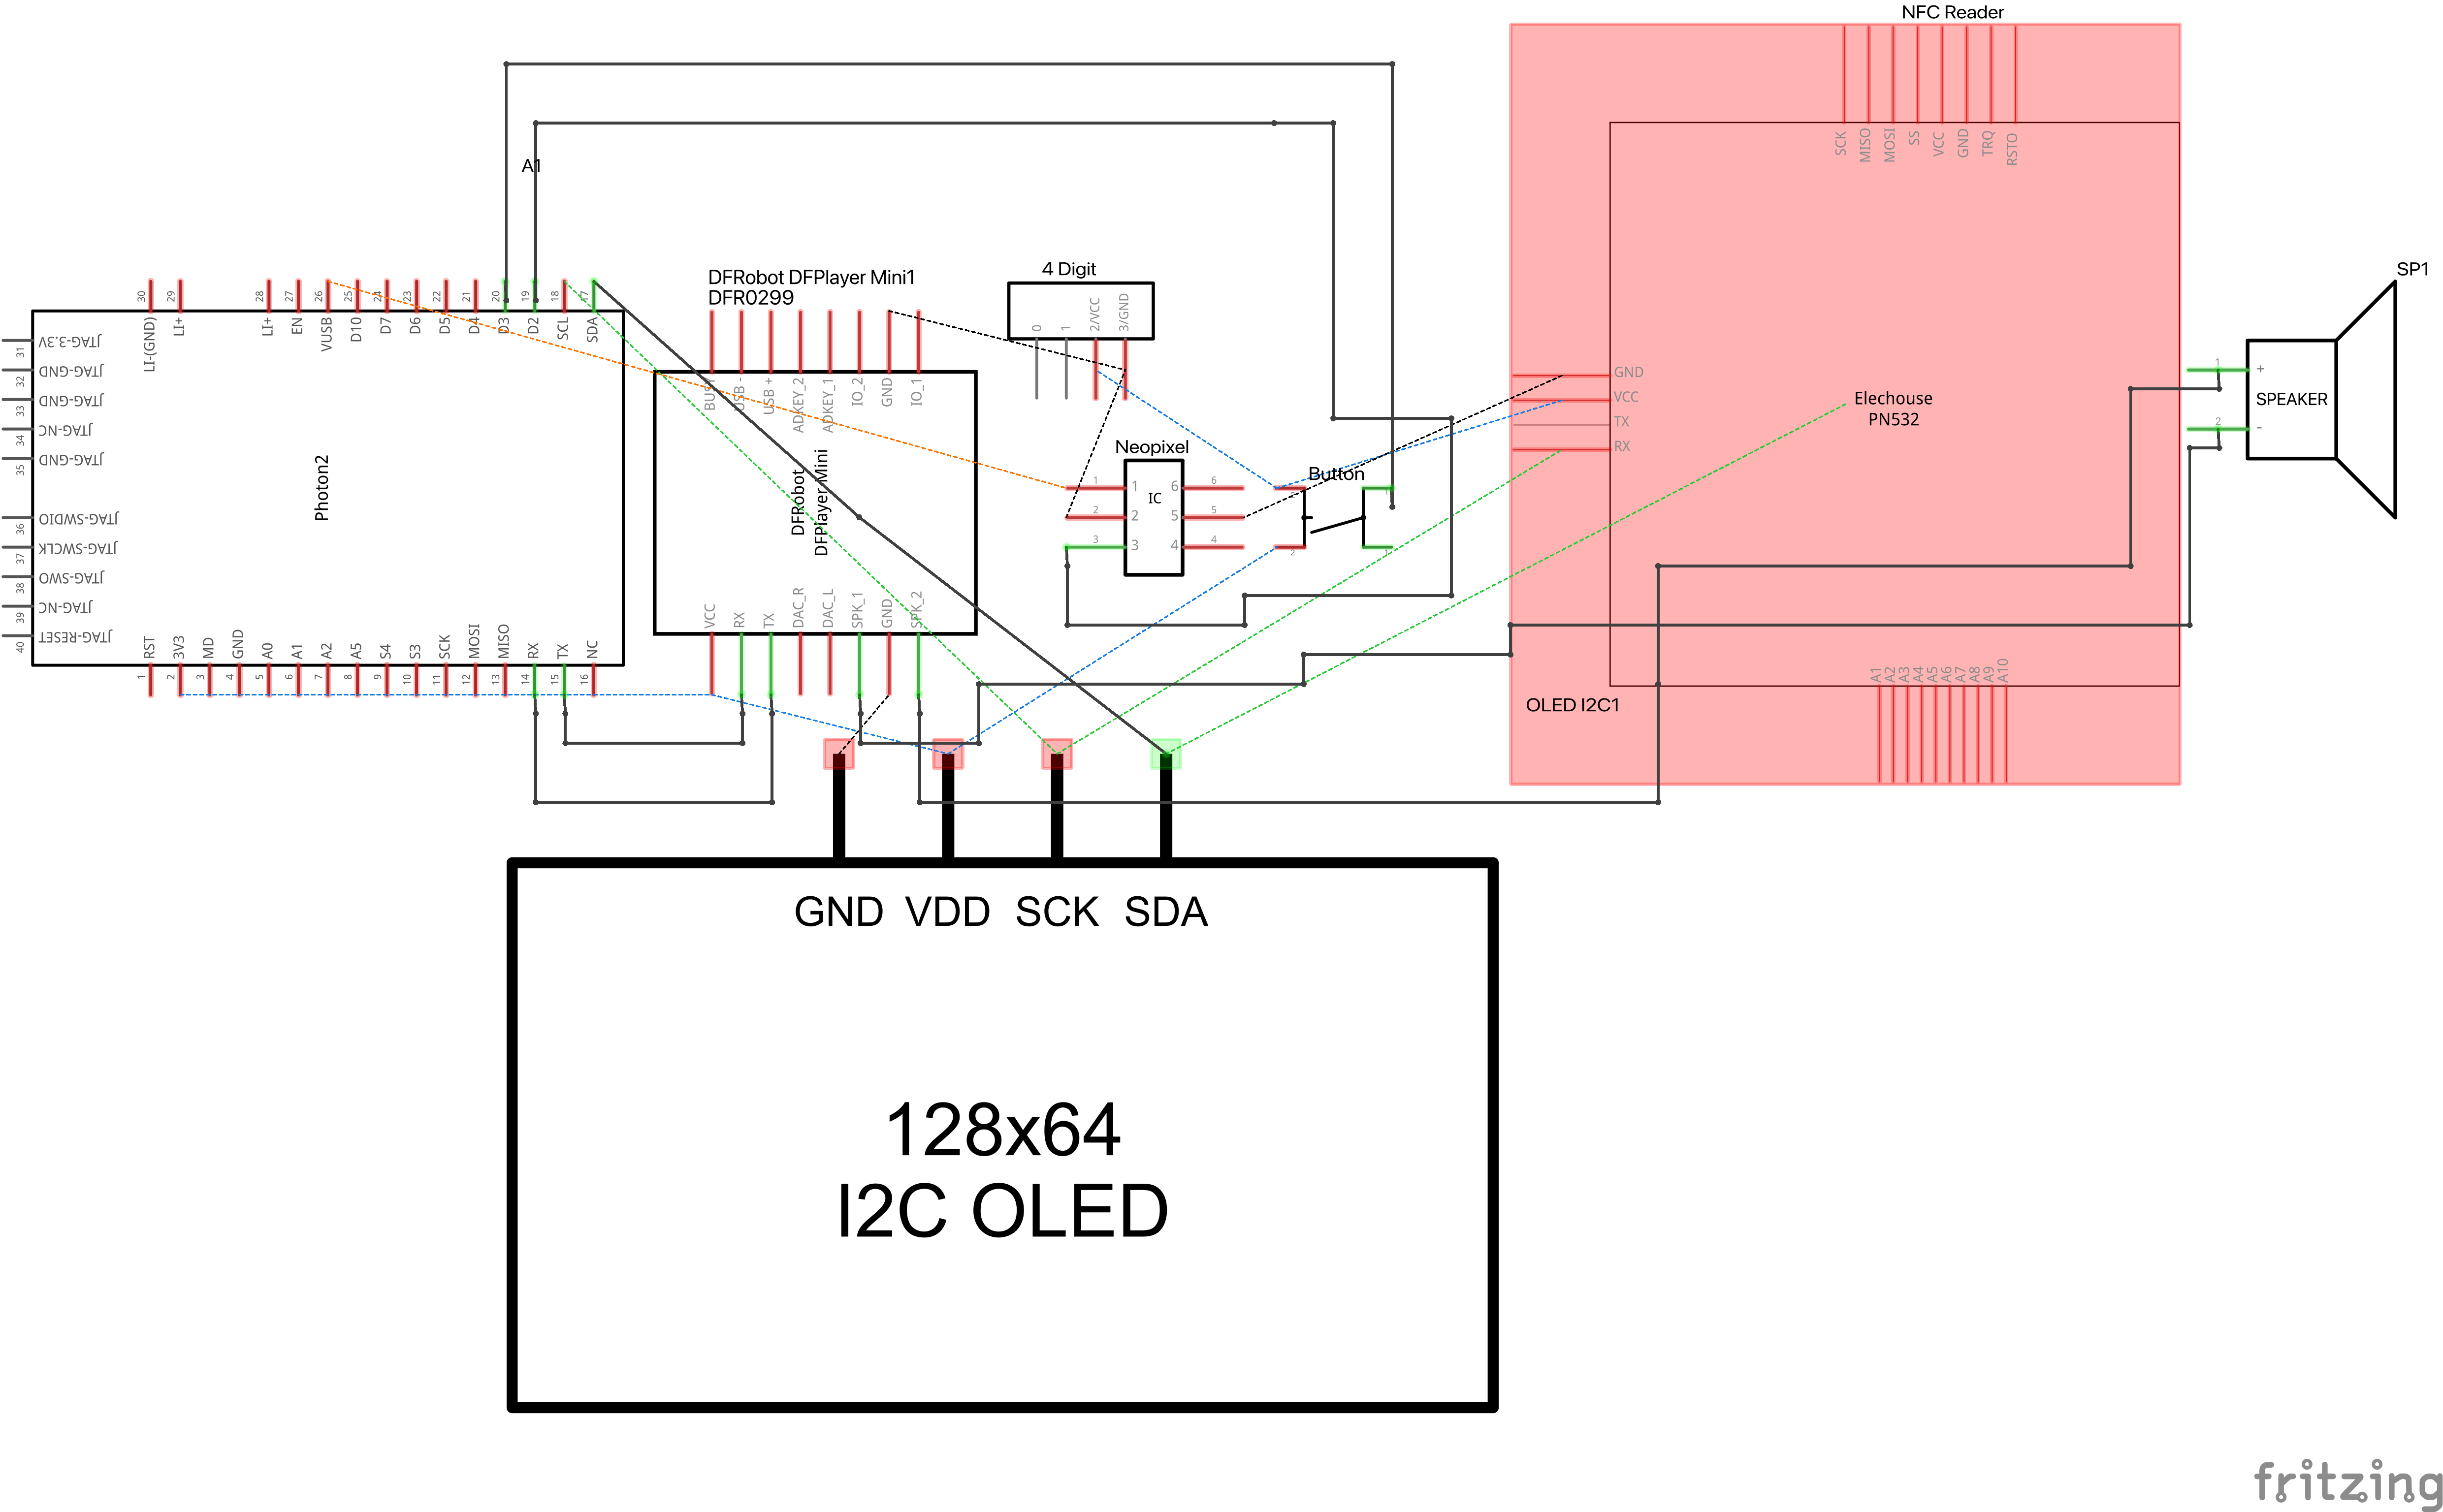 NFC Reader
SCK
MISO
MOSI
SS
VCC
GND
TRQ
RSTO
A1
SP1
4 Digit
DFRobot DFPlayer Mini1
DFR0299
30
29
28
27
26
25
24
23
22
21
20
19
18
17
LI-(GND)
LI+
LI+
EN
VUSB
D10
D7
D6
D5
D4
D3
D2
SCL
SDA
0
1
2/VCC
3/GND
31
JTAG-3.3V
32
JTAG-GND
33
JTAG-GND
34
JTAG-NC
35
JTAG-GND
36
JTAG-SWDIO
37
JTAG-SWCLK
38
JTAG-SWO
39
JTAG-NC
40
JTAG-RESET
Photon2
BUSY
USB -
USB +
ADKEY_2
ADKEY_1
IO_2
GND
IO_1
DFRobot
DFPlayer Mini
GND
VCC
TX
RX
Elechouse
PN532
1
+
SPEAKER
2
-
Neopixel
Button
1
1
6
6
IC
2
2
5
5
3
3
4
4
2
VCC
RX
TX
DAC_R
DAC_L
SPK_1
GND
SPK_2
RST
3V3
MD
GND
A0
A1
A2
A5
S4
S3
SCK
MOSI
MISO
RX
TX
NC
1
2
3
4
5
6
7
8
9
10
11
12
13
14
15
16
A1
A2
A3
A4
A5
A6
A7
A8
A9
A10
OLED I2C1
GND VDD SCK SDA
128x64
I2C OLED
fritzing